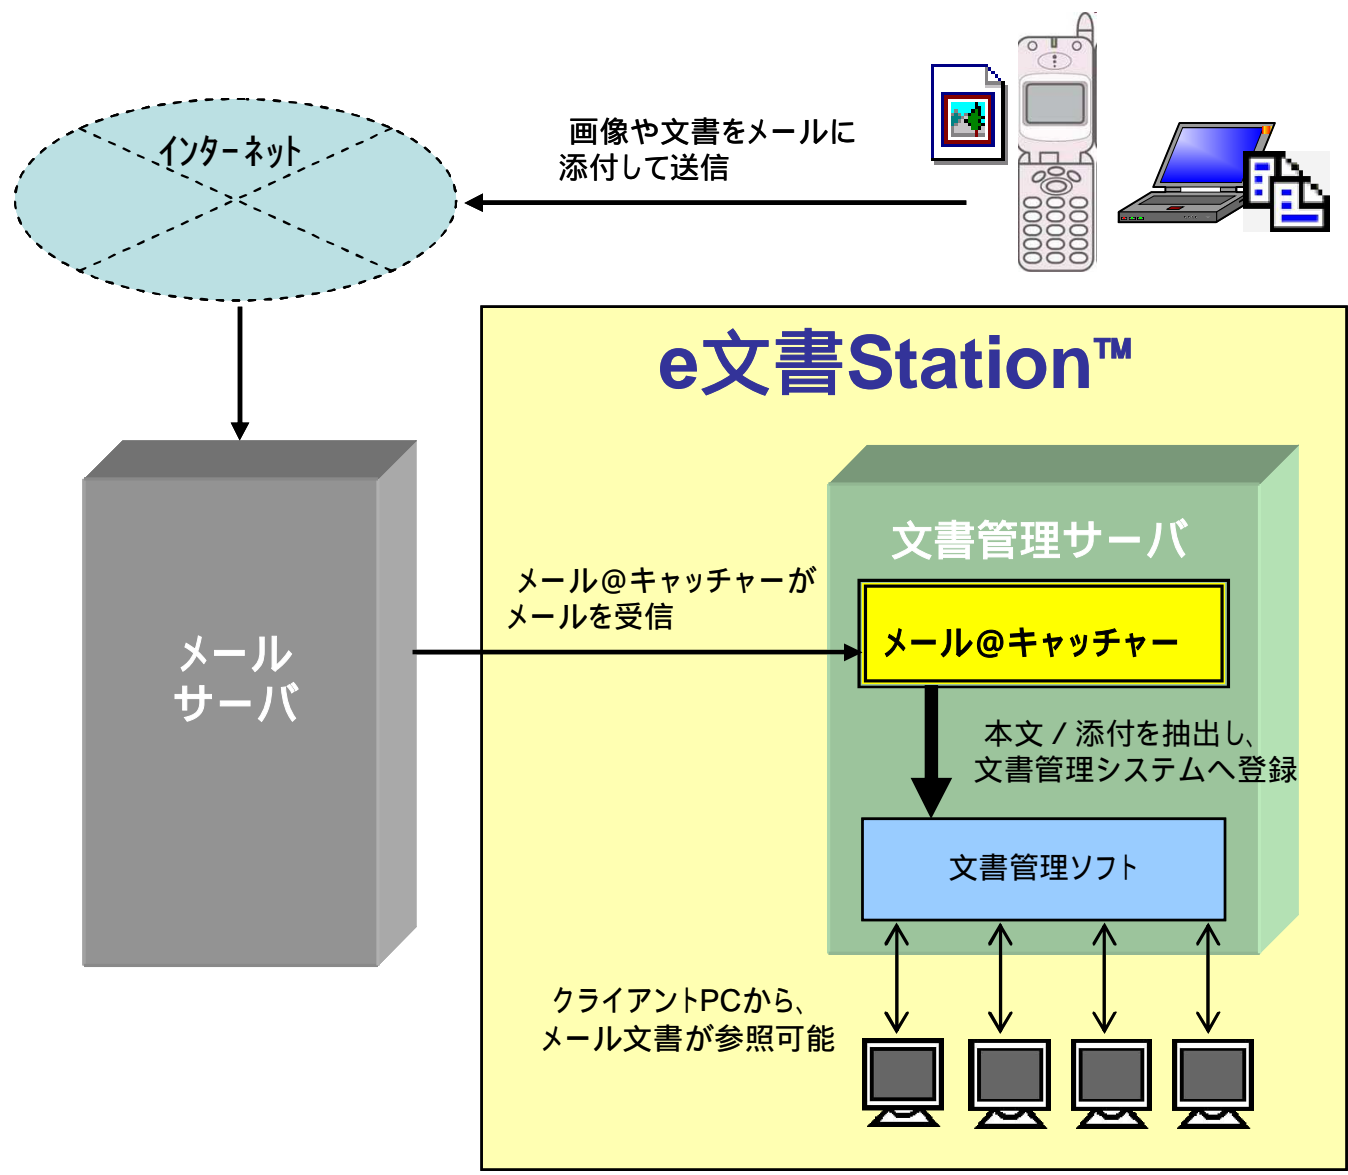 画像や文書をメールに
添付して送信
インターネット
e文書Station™
文書管理サーバ
メール@キャッチャーが
メールを受信
メール@キャッチャー
メール
サーバ
本文/添付を抽出し、
文書管理システムへ登録
文書管理ソフト
クライアントPCから、
メール文書が参照可能